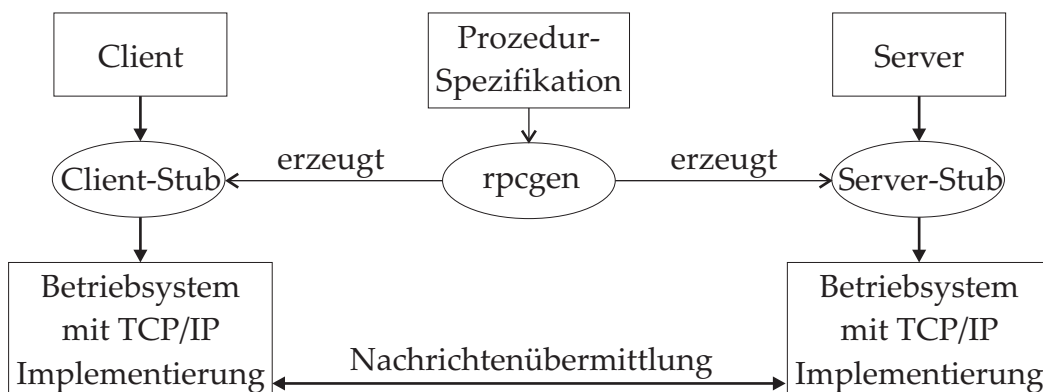 Client
Prozedur-
Spezifikation
Server
erzeugt
erzeugt
Client-Stub
rpcgen
Server-Stub
Betriebsystem
mit TCP/IP
Implementierung
Nachrichtenübermittlung
Betriebsystem
mit TCP/IP
Implementierung